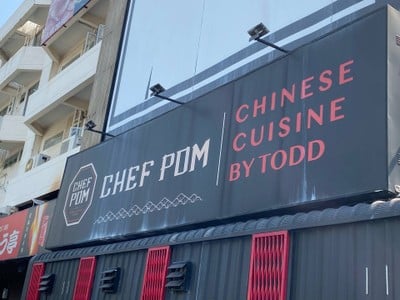 CHEF
POM
CHEF POM
CHINESE
CUISINE
BY TODD